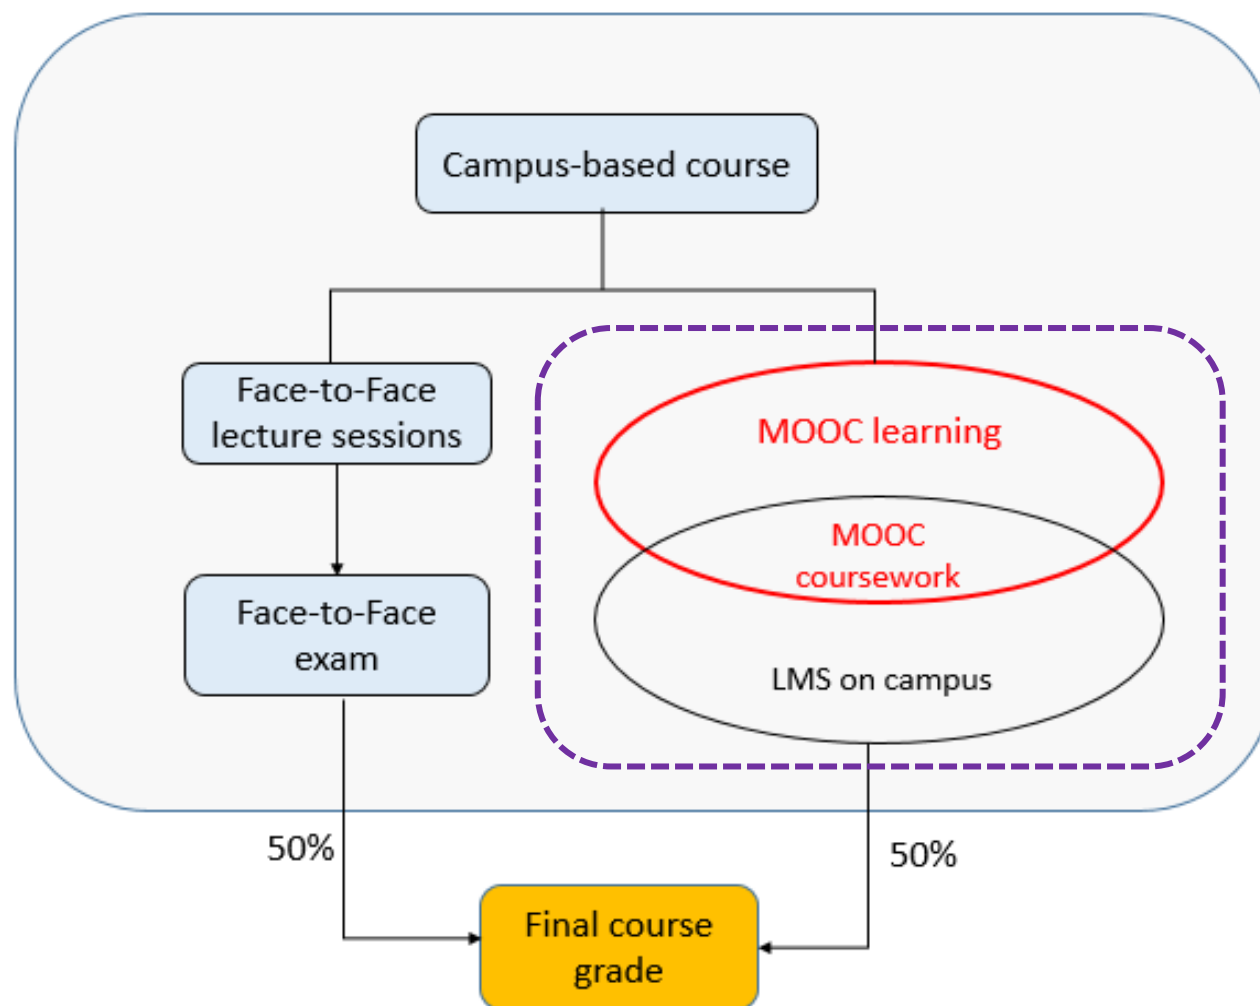 Campus-based course
Face-to-Face
lecture sessions
MOOC learning
MOOC
coursework
Face-to-Face
exam
LMS on campus
50%
50%
Final course
grade